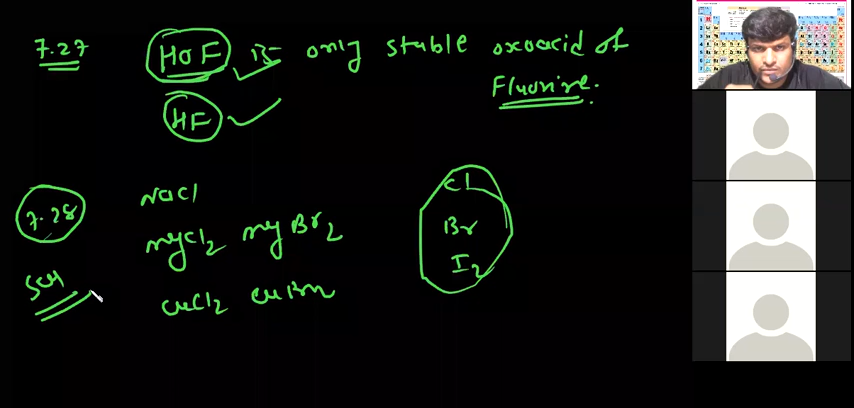 7.27 HOF is only stable oxoacid of
Fluorine.
HF
7.28 NaCl Cl
MgCl2 MgBr2 Br
I2
CuCl2